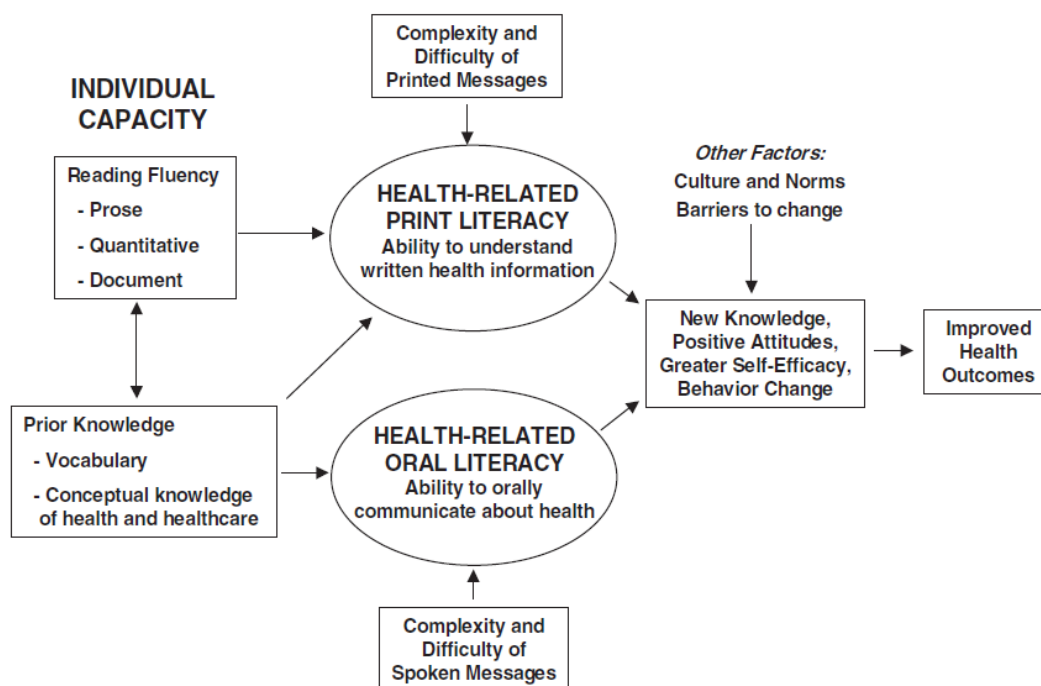 Complexity and
Difficulty of
Printed Messages
INDIVIDUAL
CAPACITY
Reading Fluency
- Prose
- Quantitative
- Document
HEALTH-RELATED
PRINT LITERACY
Ability to understand
written health information
Other Factors:
Culture and Norms
Barriers to change
New Knowledge,
Positive Attitudes,
Greater Self-Efficacy,
Behavior Change
Improved
Health
Outcomes
Prior Knowledge
- Vocabulary
- Conceptual knowledge
of health and healthcare
HEALTH-RELATED
ORAL LITERACY
Ability to orally
communicate about health
Complexity and
Difficulty of
Spoken Messages